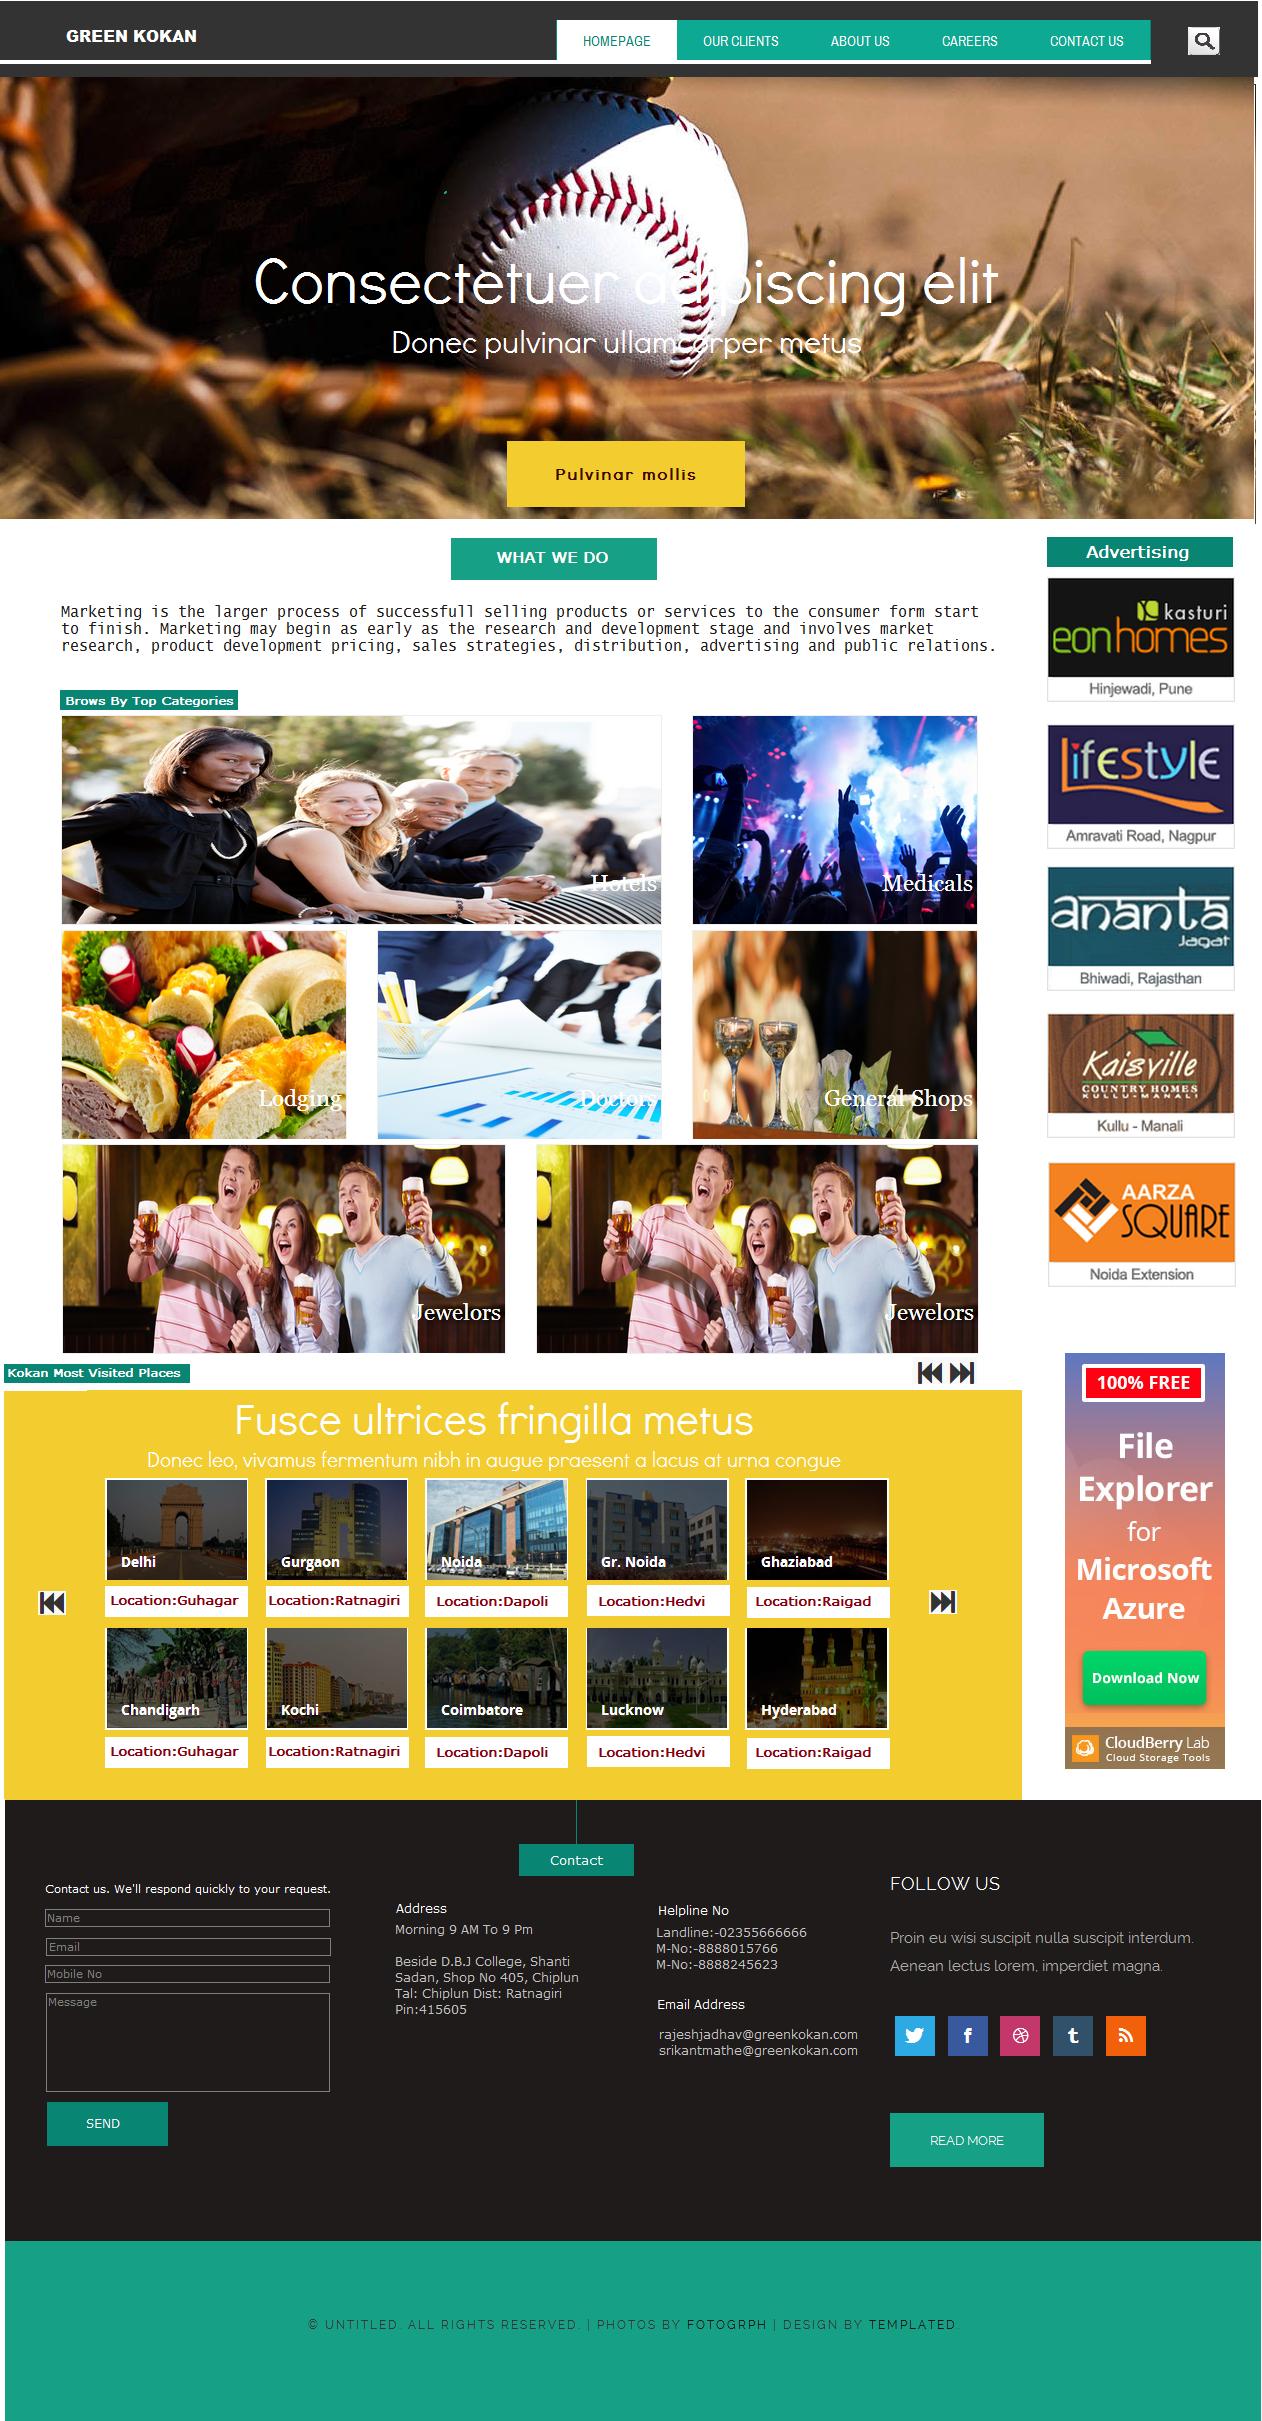 GREEN KOKAN
HOMEPAGE
OUR CLIENTS
ABOUT US
CAREERS
CONTACT US
Consectetuer adipiscing elit
Donec pulvinar ullamcorper metus
Pulvinar mollis
WHAT WE DO
Marketing is the larger process of successfull selling products or services to the consumer form start
to finish. Marketing may begin as early as the research and development stage and involves market
research, product development pricing, sales strategies, distribution, advertising and public relations.
Brows By Top Categories
Hotels
Medicals
Lodging
Doctors
General Shops
Jewelors
Jewelors
Advertising
kasturi
eonhomes
Hinjewadi, Pune
Lifestyle
Amravati Road, Nagpur
ananta
Jagat
Bhiwadi, Rajasthan
Kaisville
COUNTRY HOMES
KULLU-MANALI
Kullu - Manali
AARZA
SQUARE
Noida Extension
Kokan Most Visited Places
Fusce ultrices fringilla metus
Donec leo, vivamus fermentum nibh in augue praesent a lacus at urna congue
Delhi
Gurgaon
Noida
Gr. Noida
Ghaziabad
Location:Guhagar
Location:Ratnagiri
Location:Dapoli
Location:Hedvi
Location:Raigad
Chandigarh
Kochi
Coimbatore
Lucknow
Hyderabad
Location:Guhagar
Location:Ratnagiri
Location:Dapoli
Location:Hedvi
Location:Raigad
100% FREE
File
Explorer
for
Microsoft
Azure
Download Now
CloudBerry Lab
Cloud Storage Tools
Contact
Contact us. We'll respond quickly to your request.
Name
Email
Mobile No
Message
SEND
Address
Morning 9 AM To 9 Pm
Beside D.B.J College, Shanti
Sadan, Shop No 405, Chiplun
Tal: Chiplun Dist: Ratnagiri
Pin:415605
Helpline No
Landline:-02355666666
M-No:-8888015766
M-No:-8888245623
Email Address
rajeshjadhav@greenkokan.com
srikantmathe@greenkokan.com
FOLLOW US
Proin eu wisi suscipit nulla suscipit interdum.
Aenean lectus lorem, imperdiet magna.
READ MORE
© UNTITLED. ALL RIGHTS RESERVED. | PHOTOS BY FOTOGRPH | DESIGN BY TEMPLATED.